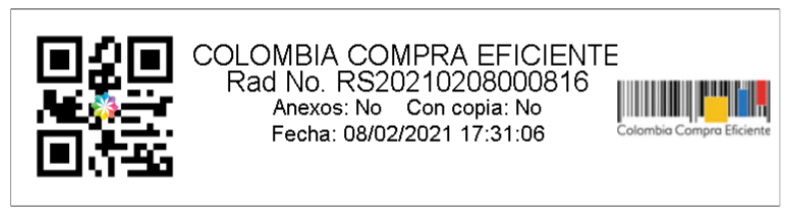 COLOMBIA COMPRA EFICIENTE
Rad No. RS20210208000816
Anexos: No Con copia: No
Fecha: 08/02/2021 17:31:06
Colombia Compra Eficiente